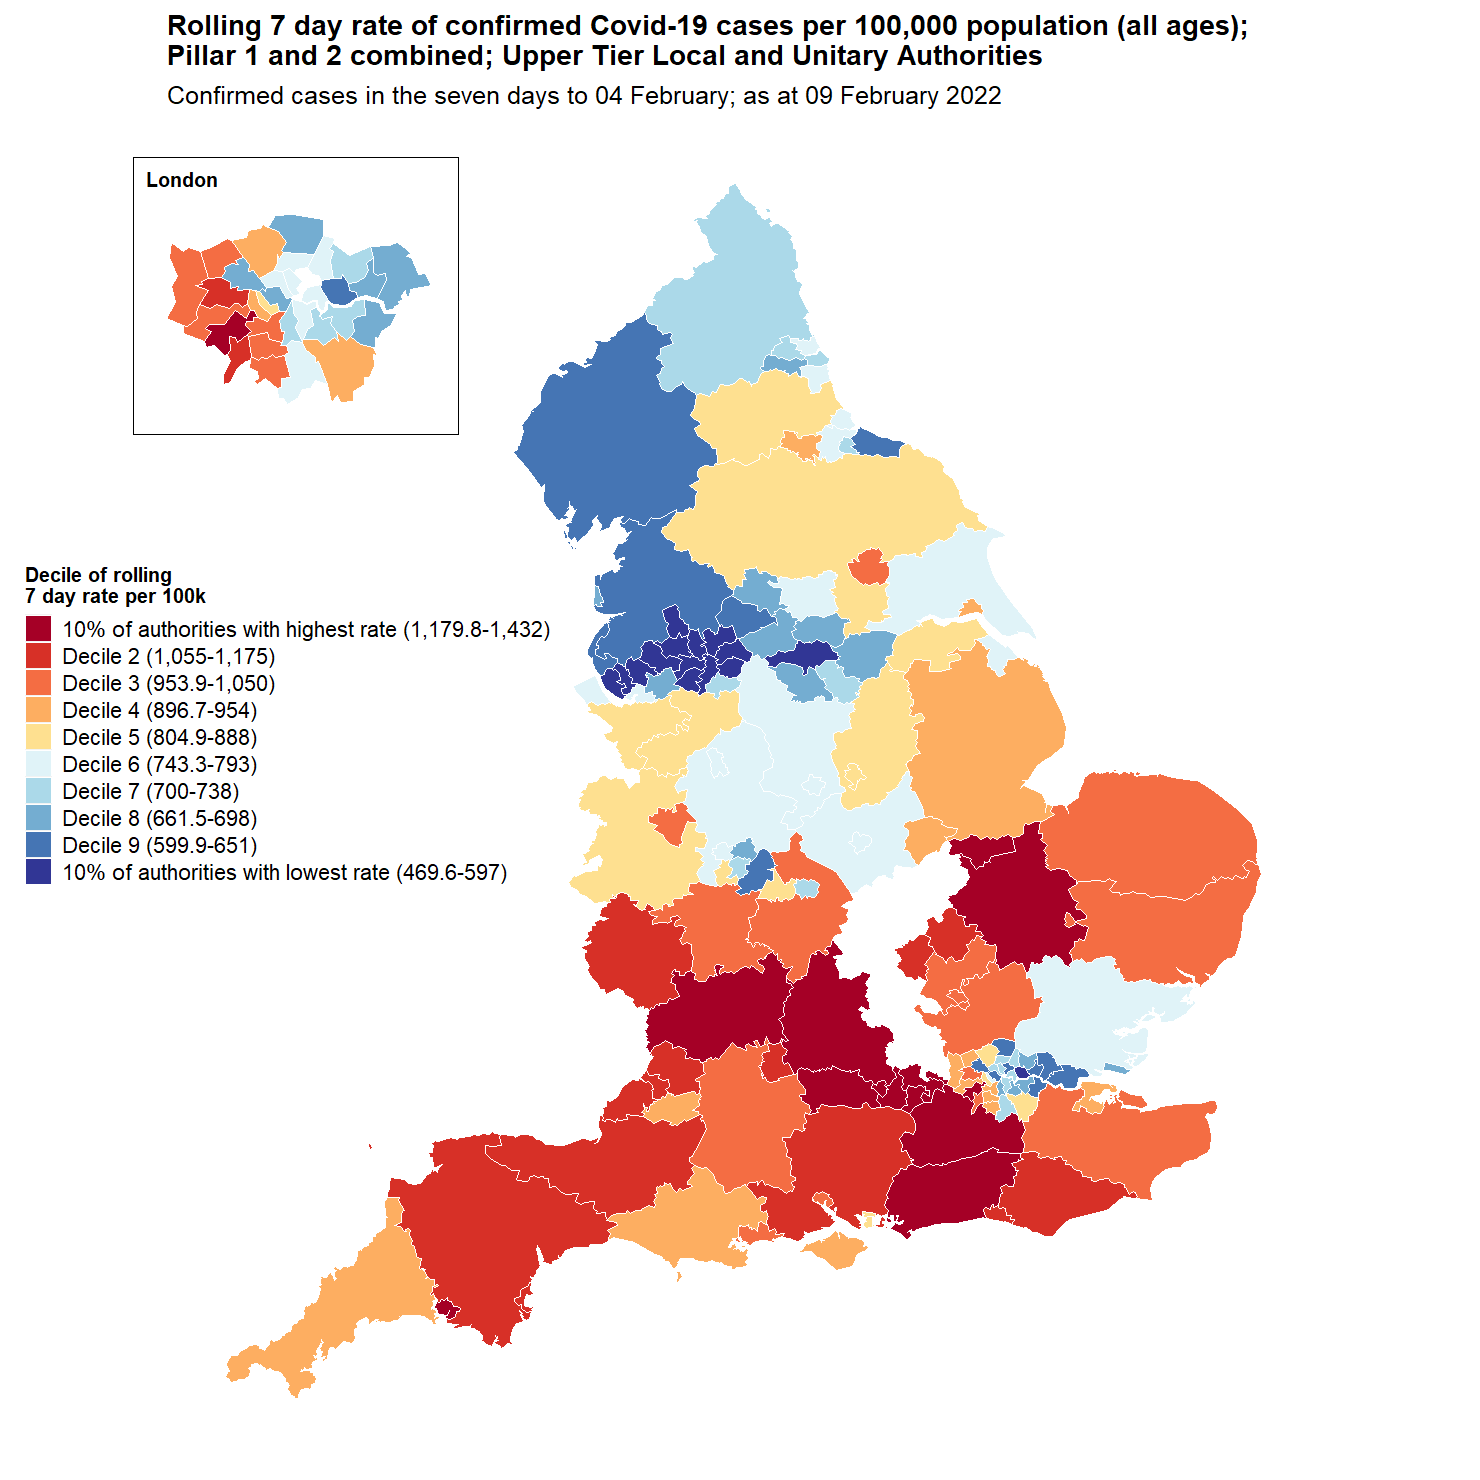 Rolling 7 day rate of confirmed Covid-19 cases per 100,000 population (all ages);
Pillar 1 and 2 combined; Upper Tier Local and Unitary Authorities
Confirmed cases in the seven days to 04 February; as at 09 February 2022
London
Decile of rolling
7 day rate per 100k
10% of authorities with highest rate (1,179.8-1,432)
Decile 2 (1,055-1,175)
Decile 3 (953.9-1,050)
Decile 4 (896.7-954)
Decile 5 (804.9-888)
Decile 6 (743.3-793)
Decile 7 (700-738)
Decile 8 (661.5-698)
Decile 9 (599.9-651)
10% of authorities with lowest rate (469.6-597)